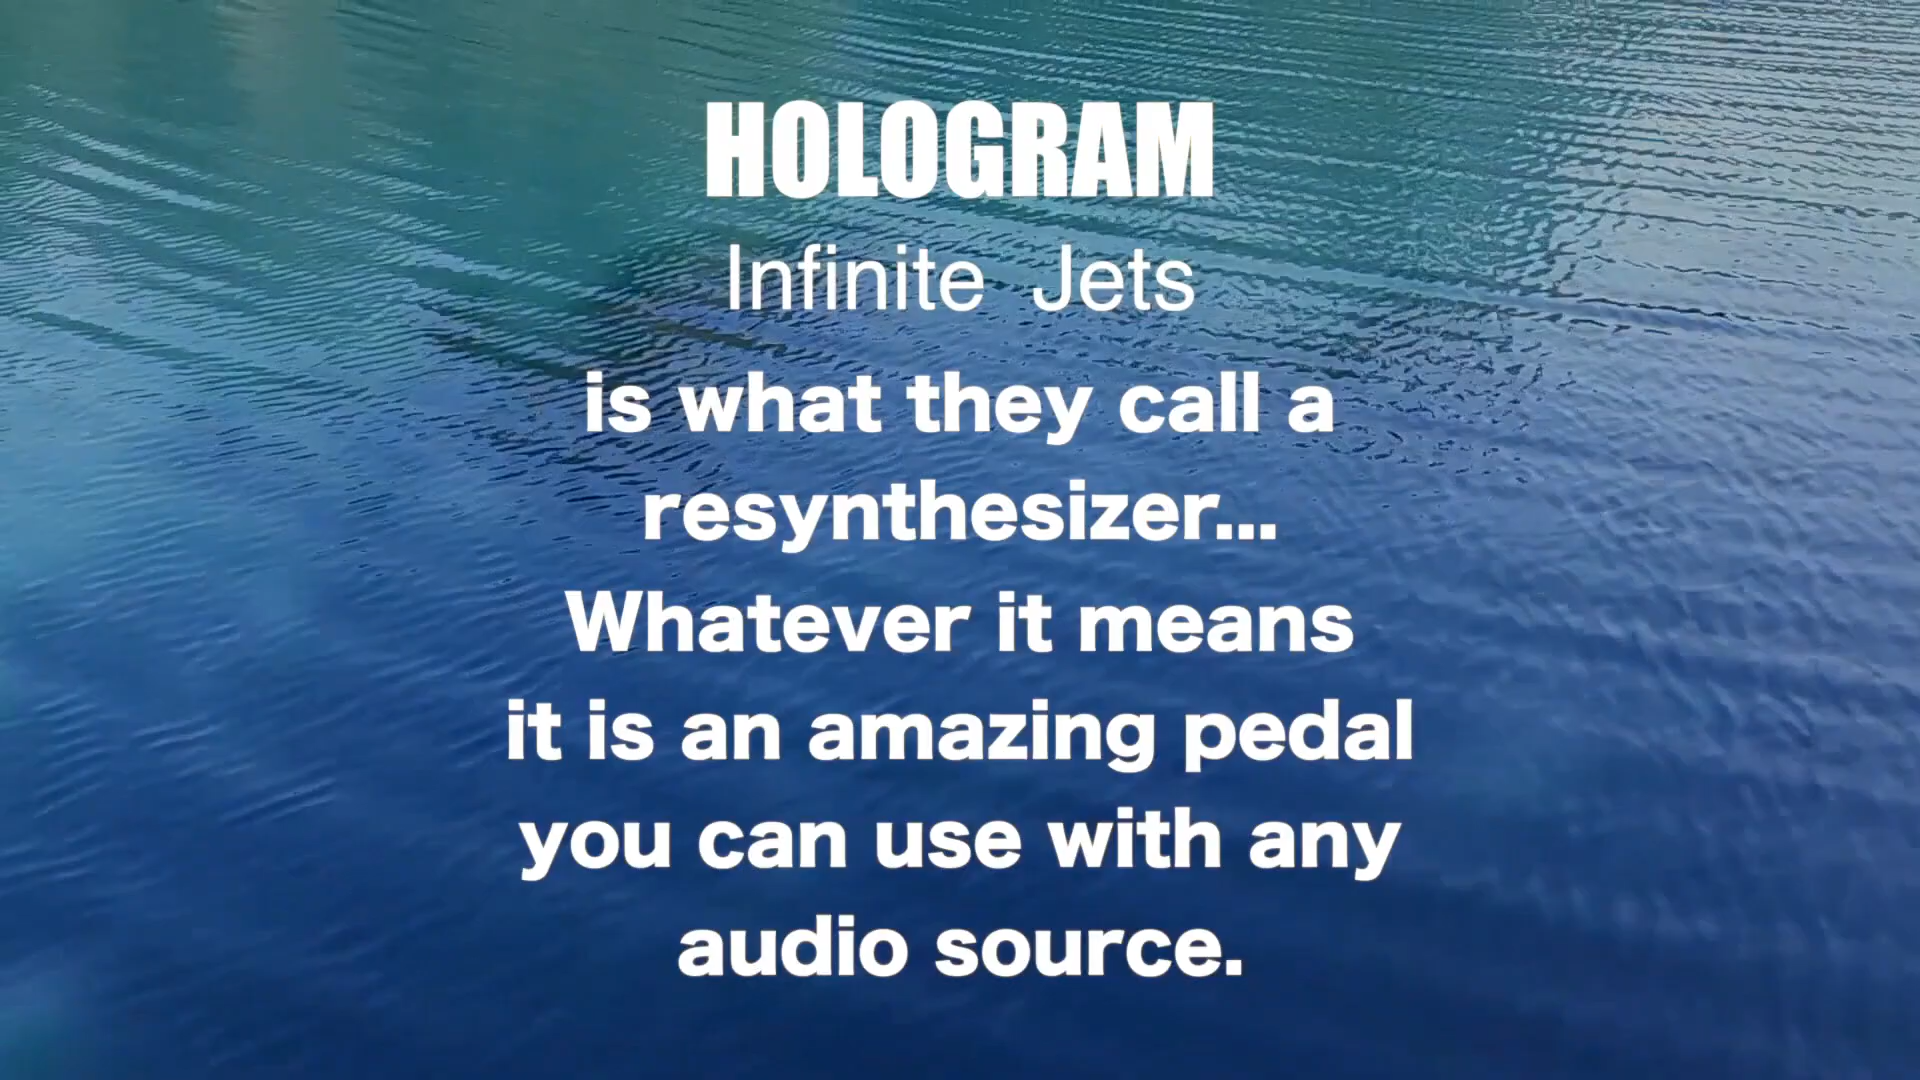 HOLOGRAM
Infinite Jets
is what they call a
resynthesizer...
Whatever it means
it is an amazing pedal
you can use with any
audio source.